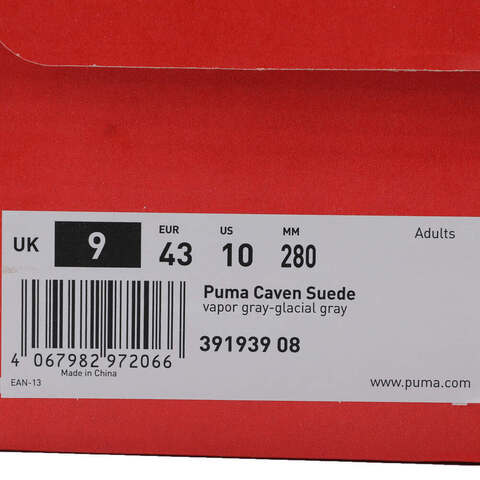 Adults
EUR US MM
UK 9 43 10 280
Puma Caven Suede
vapor gray-glacial gray
391939 08
4 067982 972066
Made in China
EAN-13
www.puma.com